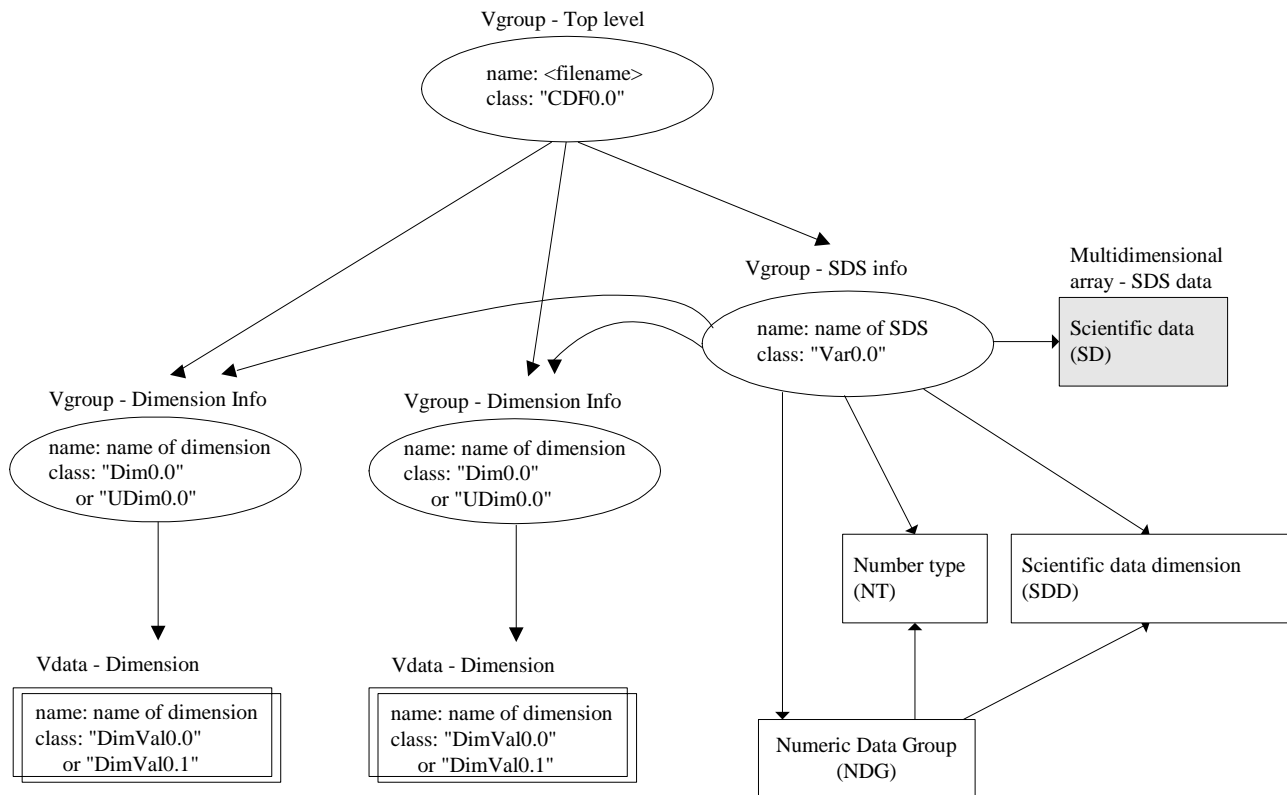 Vgroup - Top level
name: <filename>
class: "CDF0.0"
Vgroup - SDS info
name: name of SDS
class: "Var0.0"
Multidimensional
array - SDS data
Scientific data
(SD)
Vgroup - Dimension Info
name: name of dimension
class: "Dim0.0"
or "UDim0.0"
Vgroup - Dimension Info
name: name of dimension
class: "Dim0.0"
or "UDim0.0"
Number type
(NT)
Scientific data dimension
(SDD)
Vdata - Dimension
name: name of dimension
class: "DimVal0.0"
or "DimVal0.1"
Vdata - Dimension
name: name of dimension
class: "DimVal0.0"
or "DimVal0.1"
Numeric Data Group
(NDG)